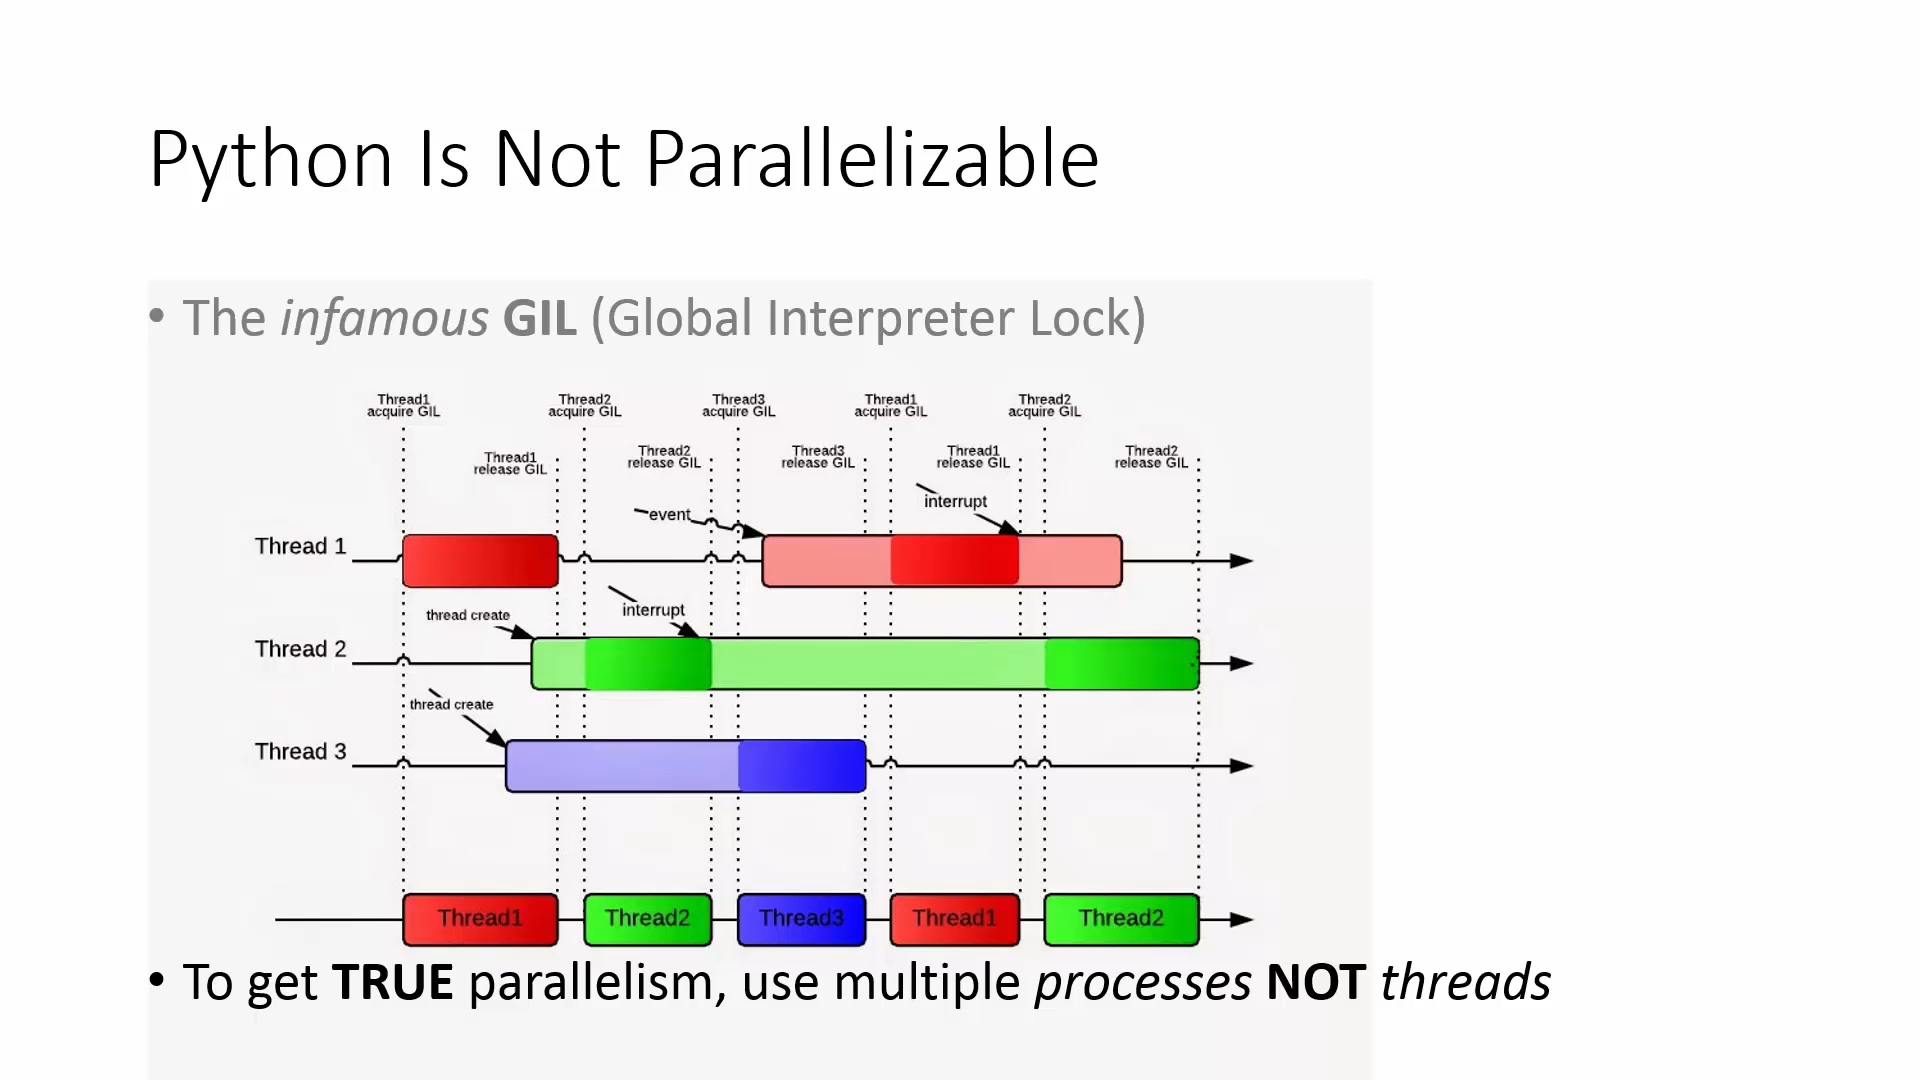 Python Is Not Parallelizable
• The infamous GIL (Global Interpreter Lock)
Thread1
acquire GIL
Thread2
acquire GIL
Thread3
acquire GIL
Thread1
acquire GIL
Thread2
acquire GIL
Thread1
release GIL
Thread2
release GIL
Thread3
release GIL
Thread1
release GIL
Thread2
release GIL
event
interrupt
Thread 1
thread create
interrupt
Thread 2
thread create
Thread 3
Thread1
Thread2
Thread3
Thread1
Thread2
• To get TRUE parallelism, use multiple processes NOT threads